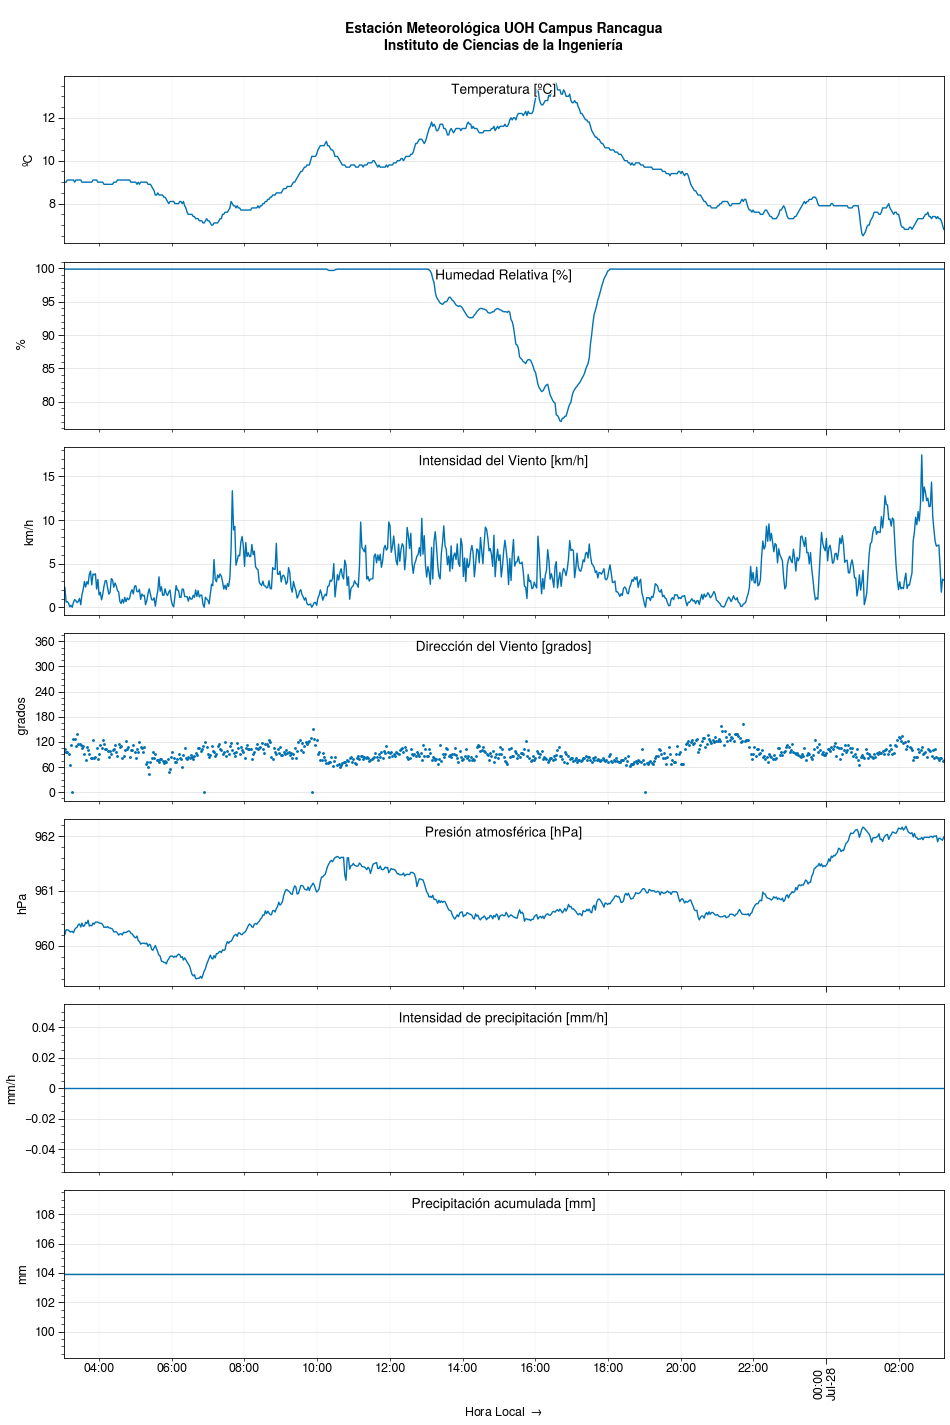 Estación Meteorológica UOH Campus Rancagua
Instituto de Ciencias de la Ingeniería
Temperatura [ºC]
12
10
8
ºC
Humedad Relativa [%]
100
95
90
85
80
%
Intensidad del Viento [km/h]
15
10
5
0
km/h
Dirección del Viento [grados]
360
300
240
180
120
60
0
grados
Presión atmosférica [hPa]
962
961
960
hPa
Intensidad de precipitación [mm/h]
0.04
0.02
0
−0.02
−0.04
mm/h
Precipitación acumulada [mm]
108
106
104
102
100
mm
04:00 06:00 08:00 10:00 12:00 14:00 16:00 18:00 20:00 22:00 00:00 02:00
Jul-28
Hora Local →